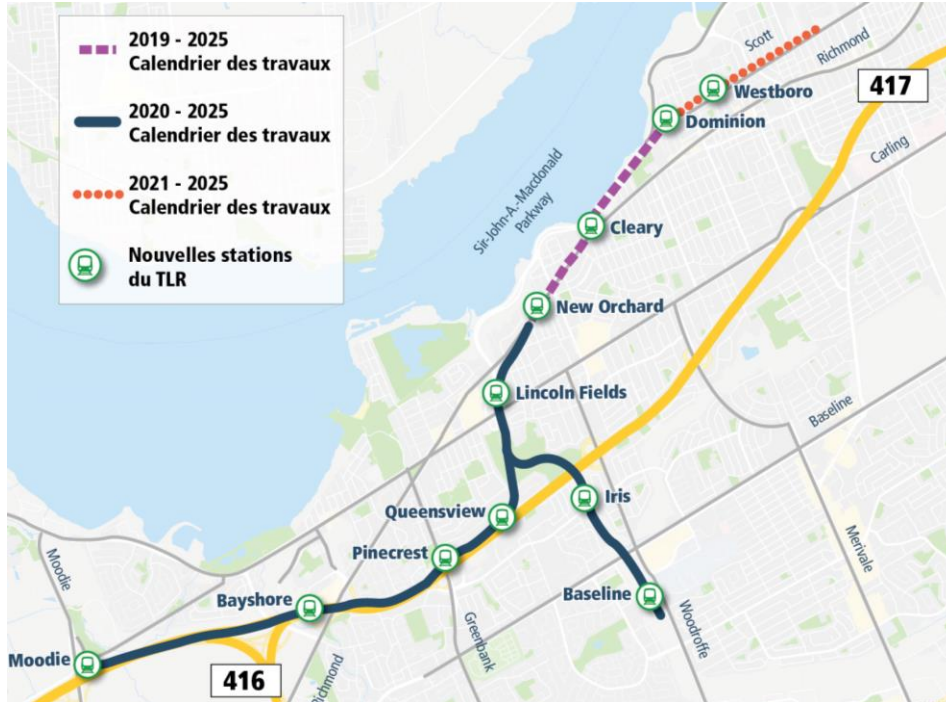 2019 - 2025
Calendrier des travaux
2020 - 2025
Calendrier des travaux
2021 - 2025
Calendrier des travaux
Nouvelles stations
du TLR
Scott
Richmond
417
Westboro
Dominion
Carling
Sir-John-A.-Macdonald
Parkway
Cleary
New Orchard
Lincoln Fields
Baseline
Iris
Queensview
Pinecrest
Merivale
Moodie
Bayshore
Baseline
Woodroffe
Greenbank
Moodie
416
Richmond